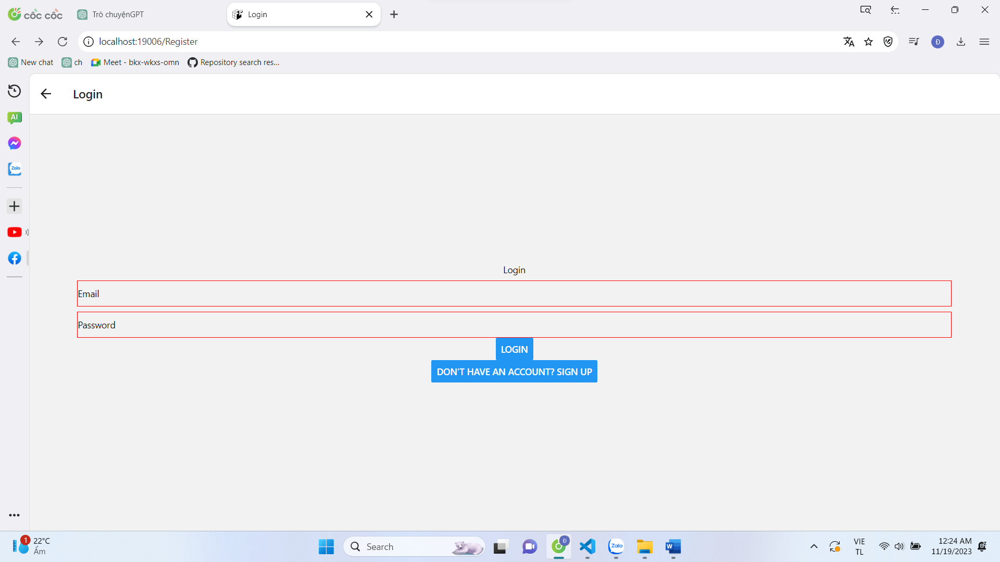 cốc cốc
Trò chuyệnGPT
Login
localhost:19006/Register
Đ
New chat
ch
Meet - bkx-wkxs-omn
Repository search res...
Login
AI
Zalo
Login
Email
Password
LOGIN
DON'T HAVE AN ACCOUNT? SIGN UP
1
22°C
Ẩm
Search
Đ
Zalo
W
VIE
TL
12:24 AM
11/19/2023